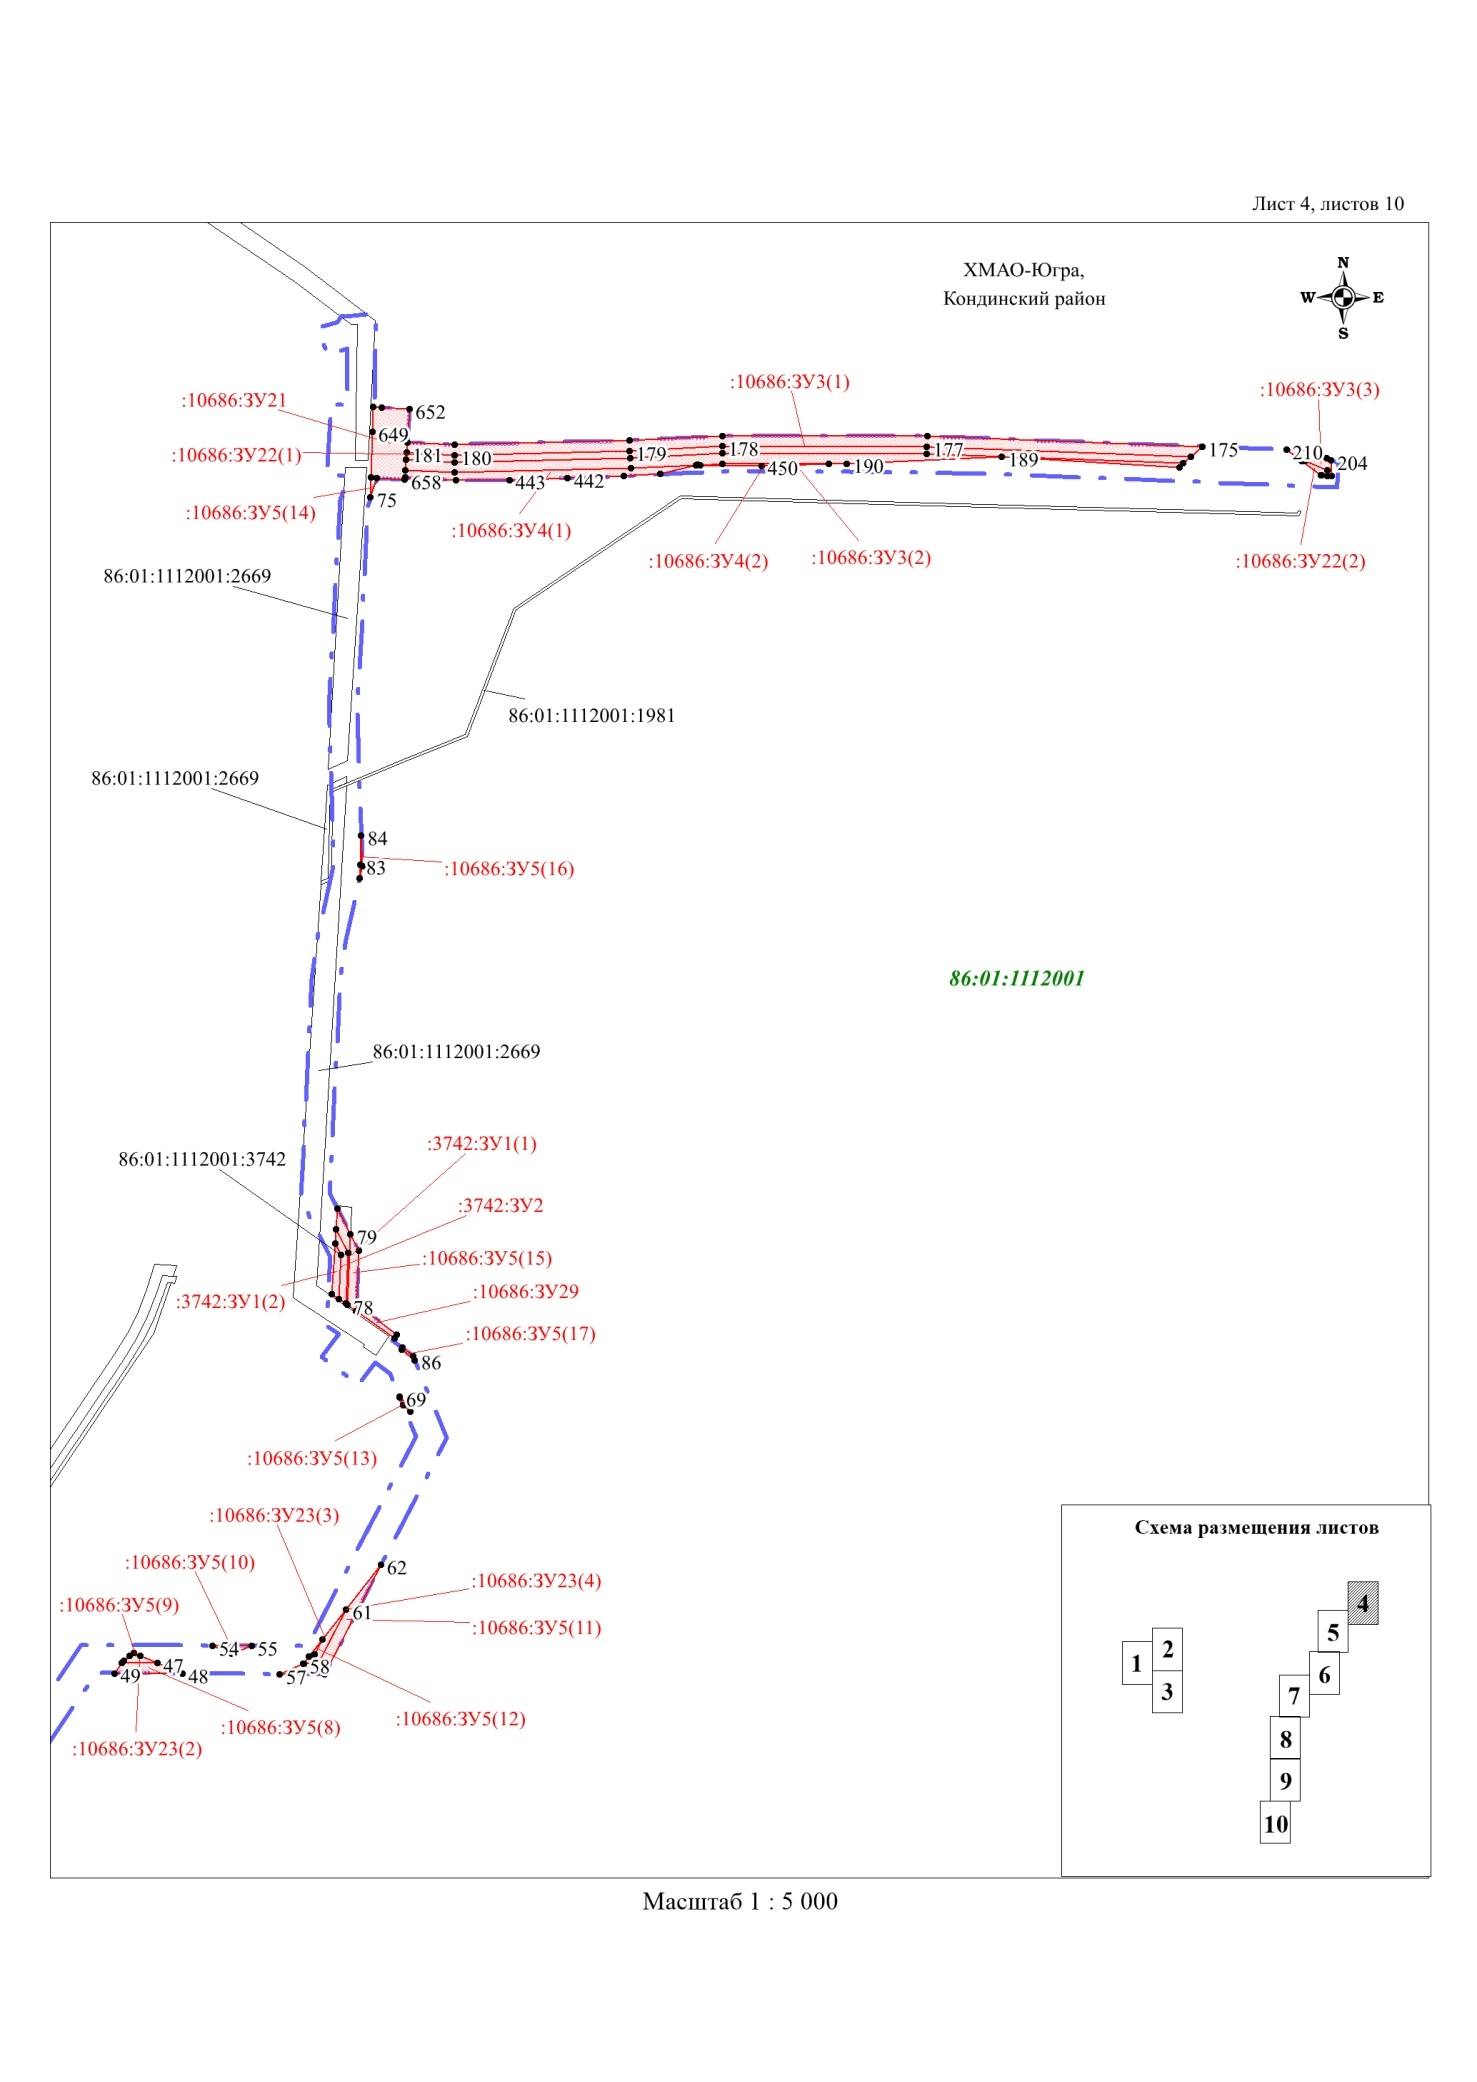 Лист 4, листов 10
ХМАО-Югра,
Кондинский район
N
W E
S
:10686:ЗУ3(1)
:10686:ЗУ3(3)
:10686:ЗУ21
652
649
:10686:ЗУ22(1)
181
180
179
178
177
175
210
204
189
190
450
442
443
658
75
:10686:ЗУ5(14)
:10686:ЗУ4(1)
:10686:ЗУ4(2)
:10686:ЗУ3(2)
:10686:ЗУ22(2)
86:01:1112001:2669
86:01:1112001:1981
86:01:1112001:2669
84
83
:10686:ЗУ5(16)
86:01:1112001
86:01:1112001:2669
:3742:ЗУ1(1)
86:01:1112001:3742
:3742:ЗУ2
79
:10686:ЗУ5(15)
:10686:ЗУ29
:3742:ЗУ1(2)
78
:10686:ЗУ5(17)
86
69
:10686:ЗУ5(13)
:10686:ЗУ23(3)
:10686:ЗУ5(10)
62
:10686:ЗУ23(4)
:10686:ЗУ5(9)
61
:10686:ЗУ5(11)
54
55
47
48
49
57
58
:10686:ЗУ5(12)
:10686:ЗУ5(8)
:10686:ЗУ23(2)
Схема размещения листов
4
5
2
1
6
3
7
8
9
10
Масштаб 1 : 5 000